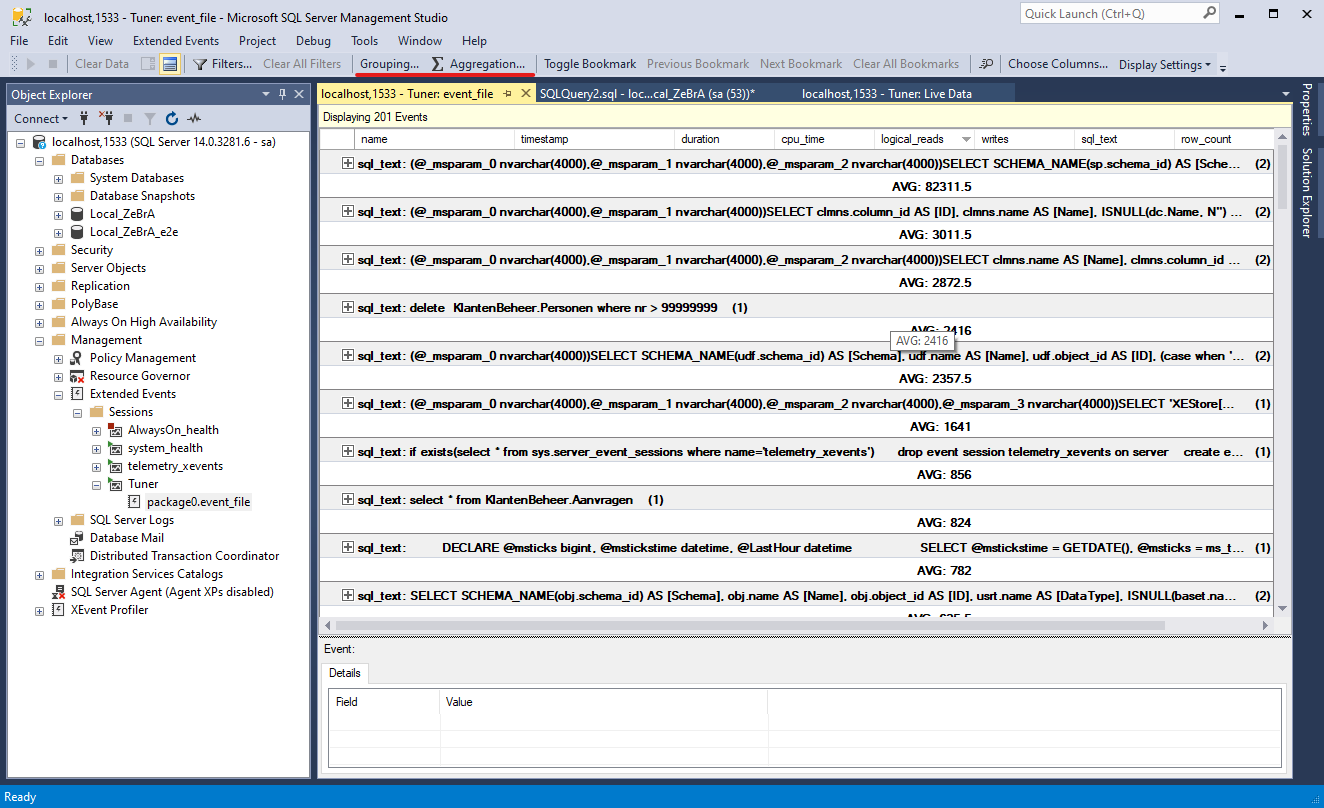 localhost,1533 - Tuner: event_file - Microsoft SQL Server Management Studio
Quick Launch (Ctrl+Q)
File Edit View Extended Events Project Debug Tools Window Help
Clear Data Filters... Clear All Filters Grouping... Σ Aggregation... Toggle Bookmark Previous Bookmark Next Bookmark Clear All Bookmarks Choose Columns... Display Settings
Object Explorer
Connect
localhost,1533 (SQL Server 14.0.3281.6 - sa)
Databases
System Databases
Database Snapshots
Local_ZeBrA
Local_ZeBrA_e2e
Security
Server Objects
Replication
PolyBase
Always On High Availability
Management
Policy Management
Resource Governor
Extended Events
Sessions
AlwaysOn_health
system_health
telemetry_xevents
Tuner
package0.event_file
SQL Server Logs
Database Mail
Distributed Transaction Coordinator
Integration Services Catalogs
SQL Server Agent (Agent XPs disabled)
XEvent Profiler
localhost,1533 - Tuner: event_file SQLQuery2.sql - loc...cal_ZeBrA (sa (53))* localhost,1533 - Tuner: Live Data
Displaying 201 Events
name timestamp duration cpu_time logical_reads writes sql_text row_count
sql_text: (@_msparam_0 nvarchar(4000),@_msparam_1 nvarchar(4000),@_msparam_2 nvarchar(4000))SELECT SCHEMA_NAME(sp.schema_id) AS [Sche... (2)
AVG: 82311.5
sql_text: (@_msparam_0 nvarchar(4000),@_msparam_1 nvarchar(4000))SELECT clmns.column_id AS [ID], clmns.name AS [Name], ISNULL(dc.Name, N'') ... (2)
AVG: 3011.5
sql_text: (@_msparam_0 nvarchar(4000),@_msparam_1 nvarchar(4000),@_msparam_2 nvarchar(4000))SELECT clmns.name AS [Name], clmns.column_id ... (2)
AVG: 2872.5
sql_text: delete KlantenBeheer.Personen where nr > 99999999 (1)
AVG: 2416
AVG: 2416
sql_text: (@_msparam_0 nvarchar(4000))SELECT SCHEMA_NAME(udf.schema_id) AS [Schema], udf.name AS [Name], udf.object_id AS [ID], (case when '... (2)
AVG: 2357.5
sql_text: (@_msparam_0 nvarchar(4000),@_msparam_1 nvarchar(4000),@_msparam_2 nvarchar(4000),@_msparam_3 nvarchar(4000))SELECT 'XEStore[... (1)
AVG: 1641
sql_text: if exists(select * from sys.server_event_sessions where name='telemetry_xevents') drop event session telemetry_xevents on server create e... (1)
AVG: 856
sql_text: select * from KlantenBeheer.Aanvragen (1)
AVG: 824
sql_text: DECLARE @msticks bigint, @mstickstime datetime, @LastHour datetime SELECT @mstickstime = GETDATE(), @msticks = ms_t... (1)
AVG: 782
sql_text: SELECT SCHEMA_NAME(obj.schema_id) AS [Schema], obj.name AS [Name], obj.object_id AS [ID], usrt.name AS [DataType], ISNULL(baset.na... (2)
Event:
Details
Field Value
Properties
Solution Explorer
Ready